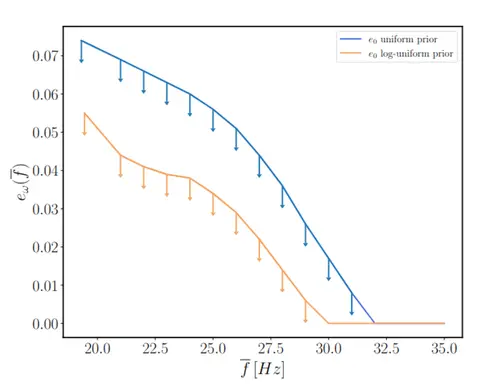 e₀ uniform prior
e₀ log-uniform prior
0.07
0.06
0.05
0.04
0.03
0.02
0.01
0.00
e_ω(f̅)
20.0 22.5 25.0 27.5 30.0 32.5 35.0
f̅ [Hz]